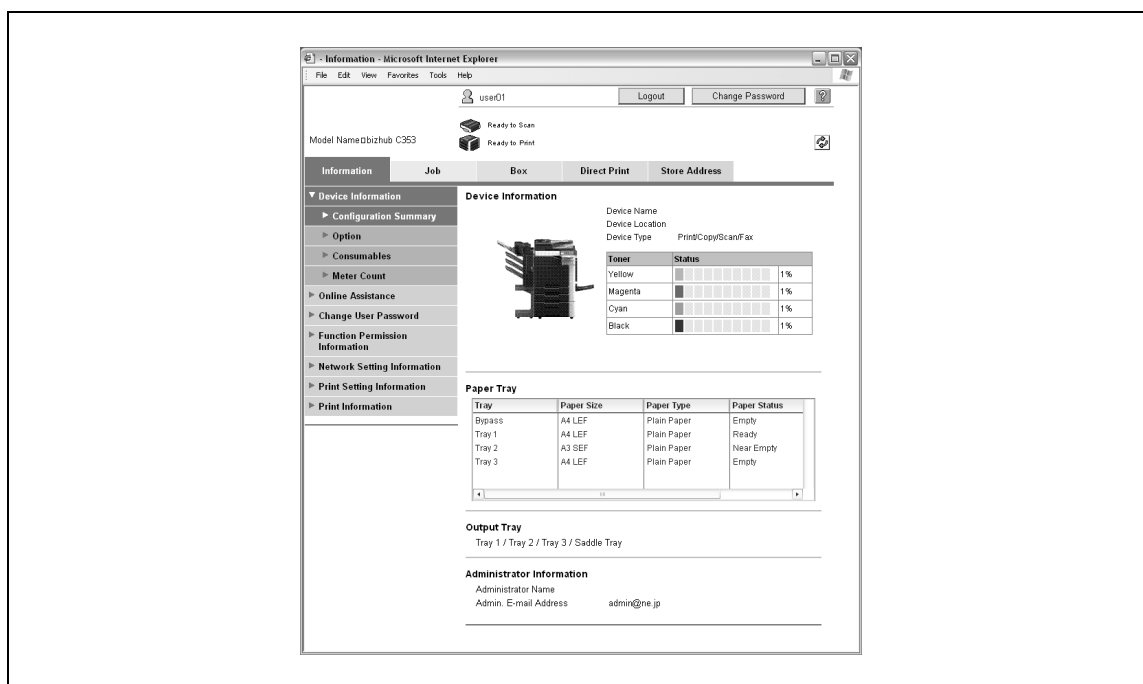 - Information - Microsoft Internet Explorer
File Edit View Favorites Tools Help
user01 Logout Change Password ?
Ready to Scan
Model Name□bizhub C353
Ready to Print
Information Job Box Direct Print Store Address
Device Information
Configuration Summary
Option
Consumables
Meter Count
Online Assistance
Change User Password
Function Permission
Information
Network Setting Information
Print Setting Information
Print Information
Device Information
Device Name
Device Location
Device Type Print/Copy/Scan/Fax
Toner Status
Yellow 1%
Magenta 1%
Cyan 1%
Black 1%
Paper Tray
Tray Paper Size Paper Type Paper Status
Bypass A4 LEF Plain Paper Empty
Tray 1 A4 LEF Plain Paper Ready
Tray 2 A3 SEF Plain Paper Near Empty
Tray 3 A4 LEF Plain Paper Empty
Output Tray
Tray 1 / Tray 2 / Tray 3 / Saddle Tray
Administrator Information
Administrator Name
Admin. E-mail Address admin@ne.jp